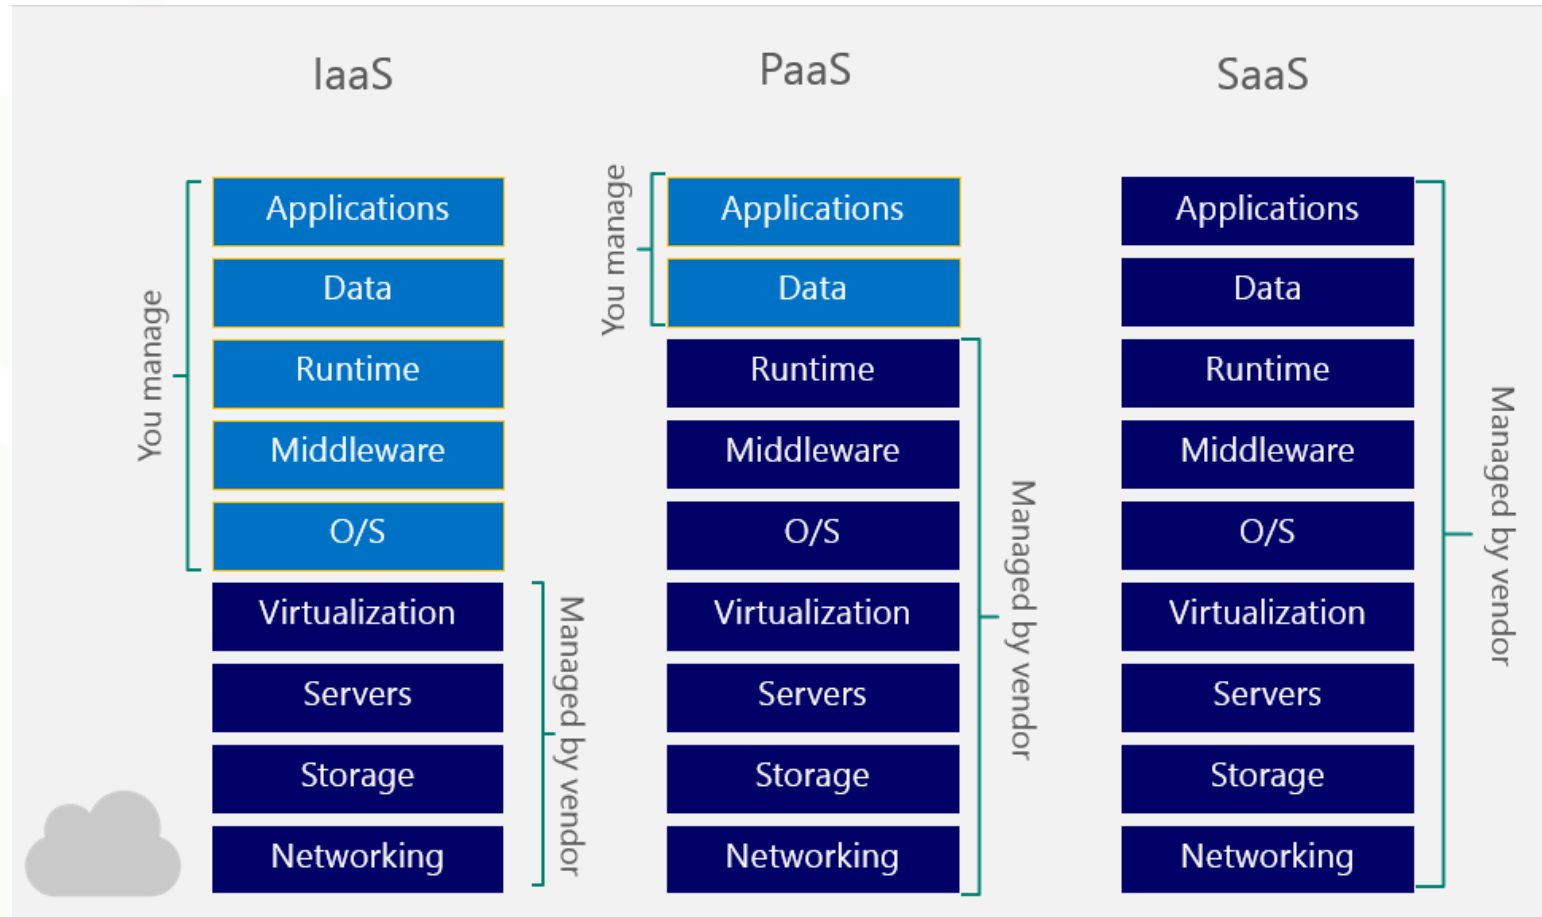 IaaS
PaaS
SaaS
You manage
Applications
Data
Runtime
Middleware
O/S
Virtualization
Servers
Storage
Networking
Managed by vendor
You manage
Applications
Data
Runtime
Middleware
O/S
Virtualization
Servers
Storage
Networking
Managed by vendor
Applications
Data
Runtime
Middleware
O/S
Virtualization
Servers
Storage
Networking
Managed by vendor